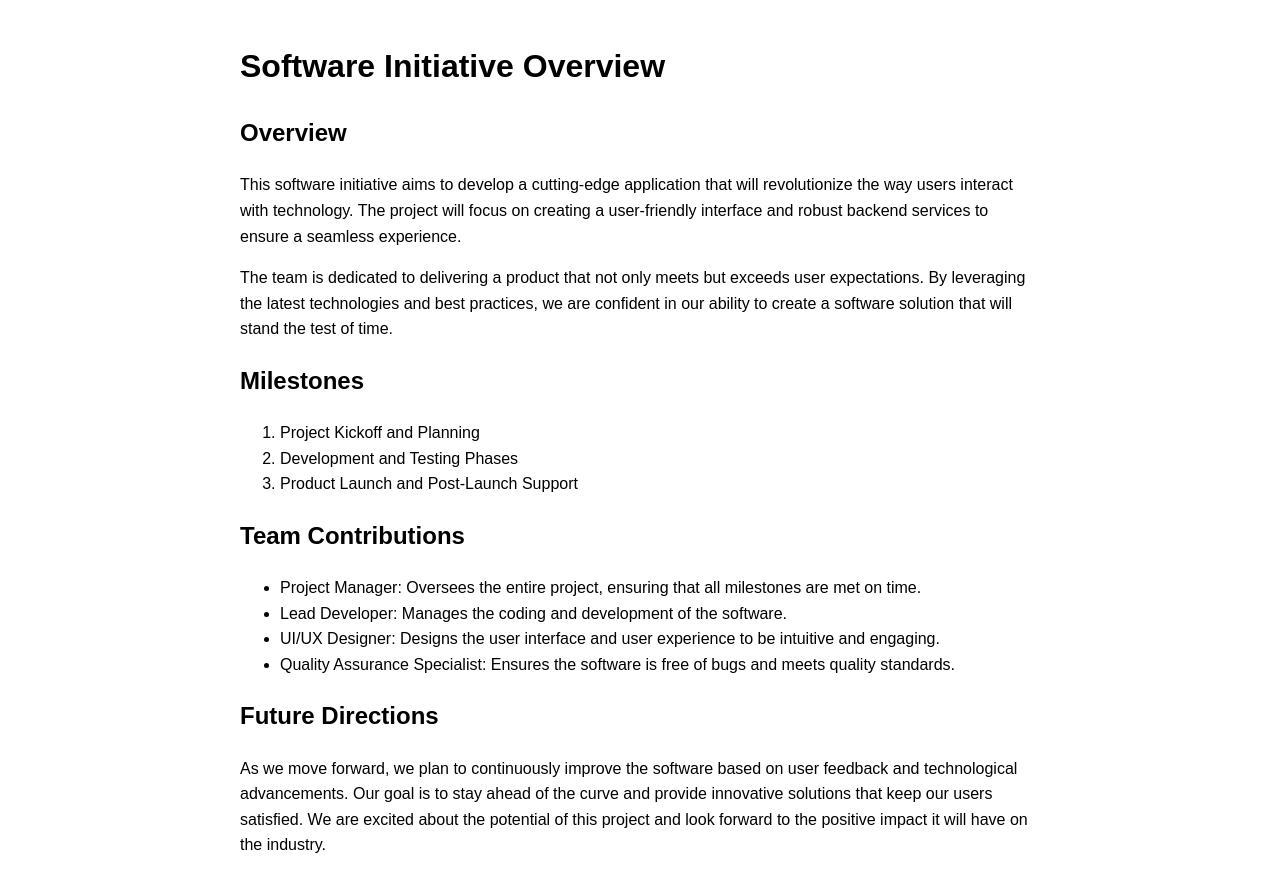 Software Initiative Overview
Overview
This software initiative aims to develop a cutting-edge application that will revolutionize the way users interact
with technology. The project will focus on creating a user-friendly interface and robust backend services to
ensure a seamless experience.
The team is dedicated to delivering a product that not only meets but exceeds user expectations. By leveraging
the latest technologies and best practices, we are confident in our ability to create a software solution that will
stand the test of time.
Milestones
1. Project Kickoff and Planning
2. Development and Testing Phases
3. Product Launch and Post-Launch Support
Team Contributions
• Project Manager: Oversees the entire project, ensuring that all milestones are met on time.
• Lead Developer: Manages the coding and development of the software.
• UI/UX Designer: Designs the user interface and user experience to be intuitive and engaging.
• Quality Assurance Specialist: Ensures the software is free of bugs and meets quality standards.
Future Directions
As we move forward, we plan to continuously improve the software based on user feedback and technological
advancements. Our goal is to stay ahead of the curve and provide innovative solutions that keep our users
satisfied. We are excited about the potential of this project and look forward to the positive impact it will have on
the industry.